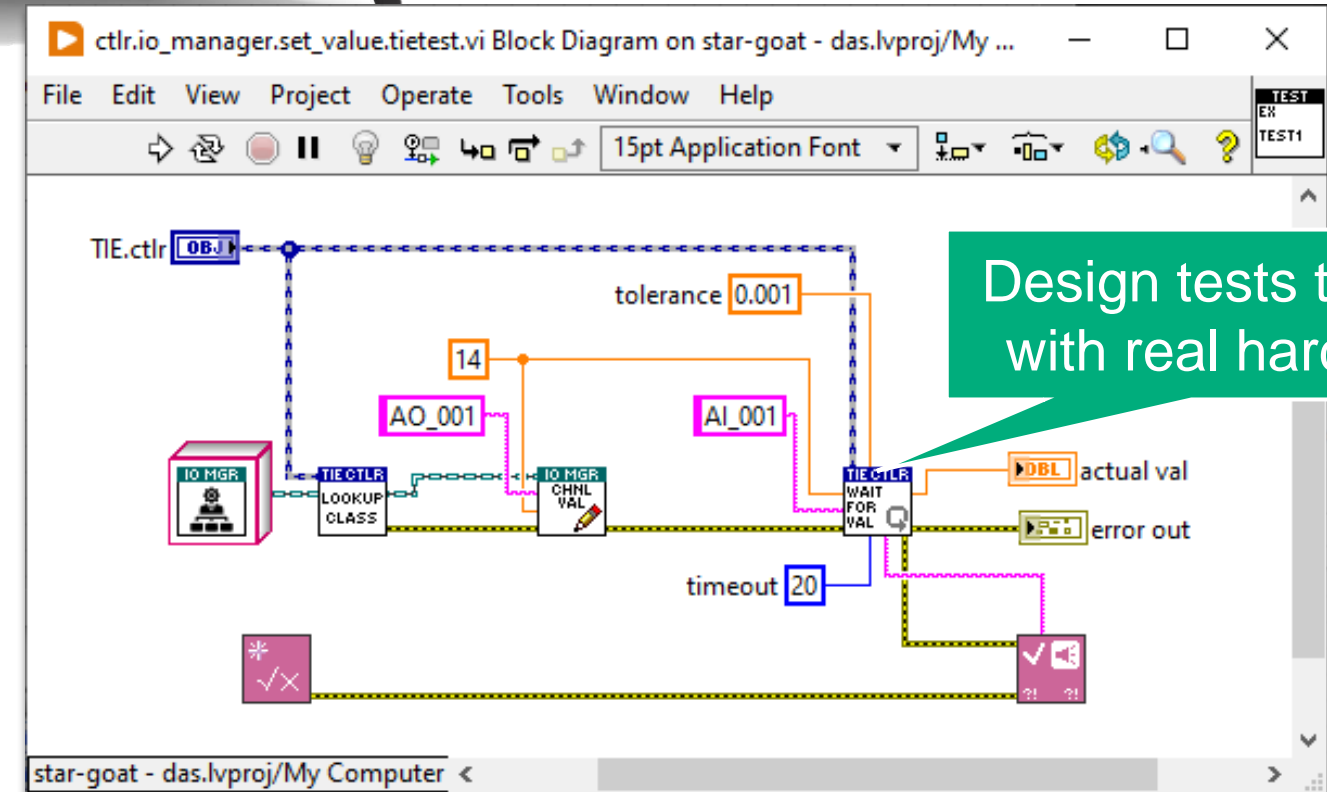 ctlr.io_manager.set_value.tietest.vi Block Diagram on star-goat - das.lvproj/My ...
File Edit View Project Operate Tools Window Help
TEST
EX
TEST1
15pt Application Font
TIE.ctlr OBJ
tolerance 0.001
Design tests t
with real hard
14
AO_001
AI_001
IO MGR
TIE CTLR
LOOKUP
CLASS
IO MGR
CHNL
VAL
TIE CTLR
WAIT
FOR
VAL
DBL actual val
error out
timeout 20
?! ?!
star-goat - das.lvproj/My Computer